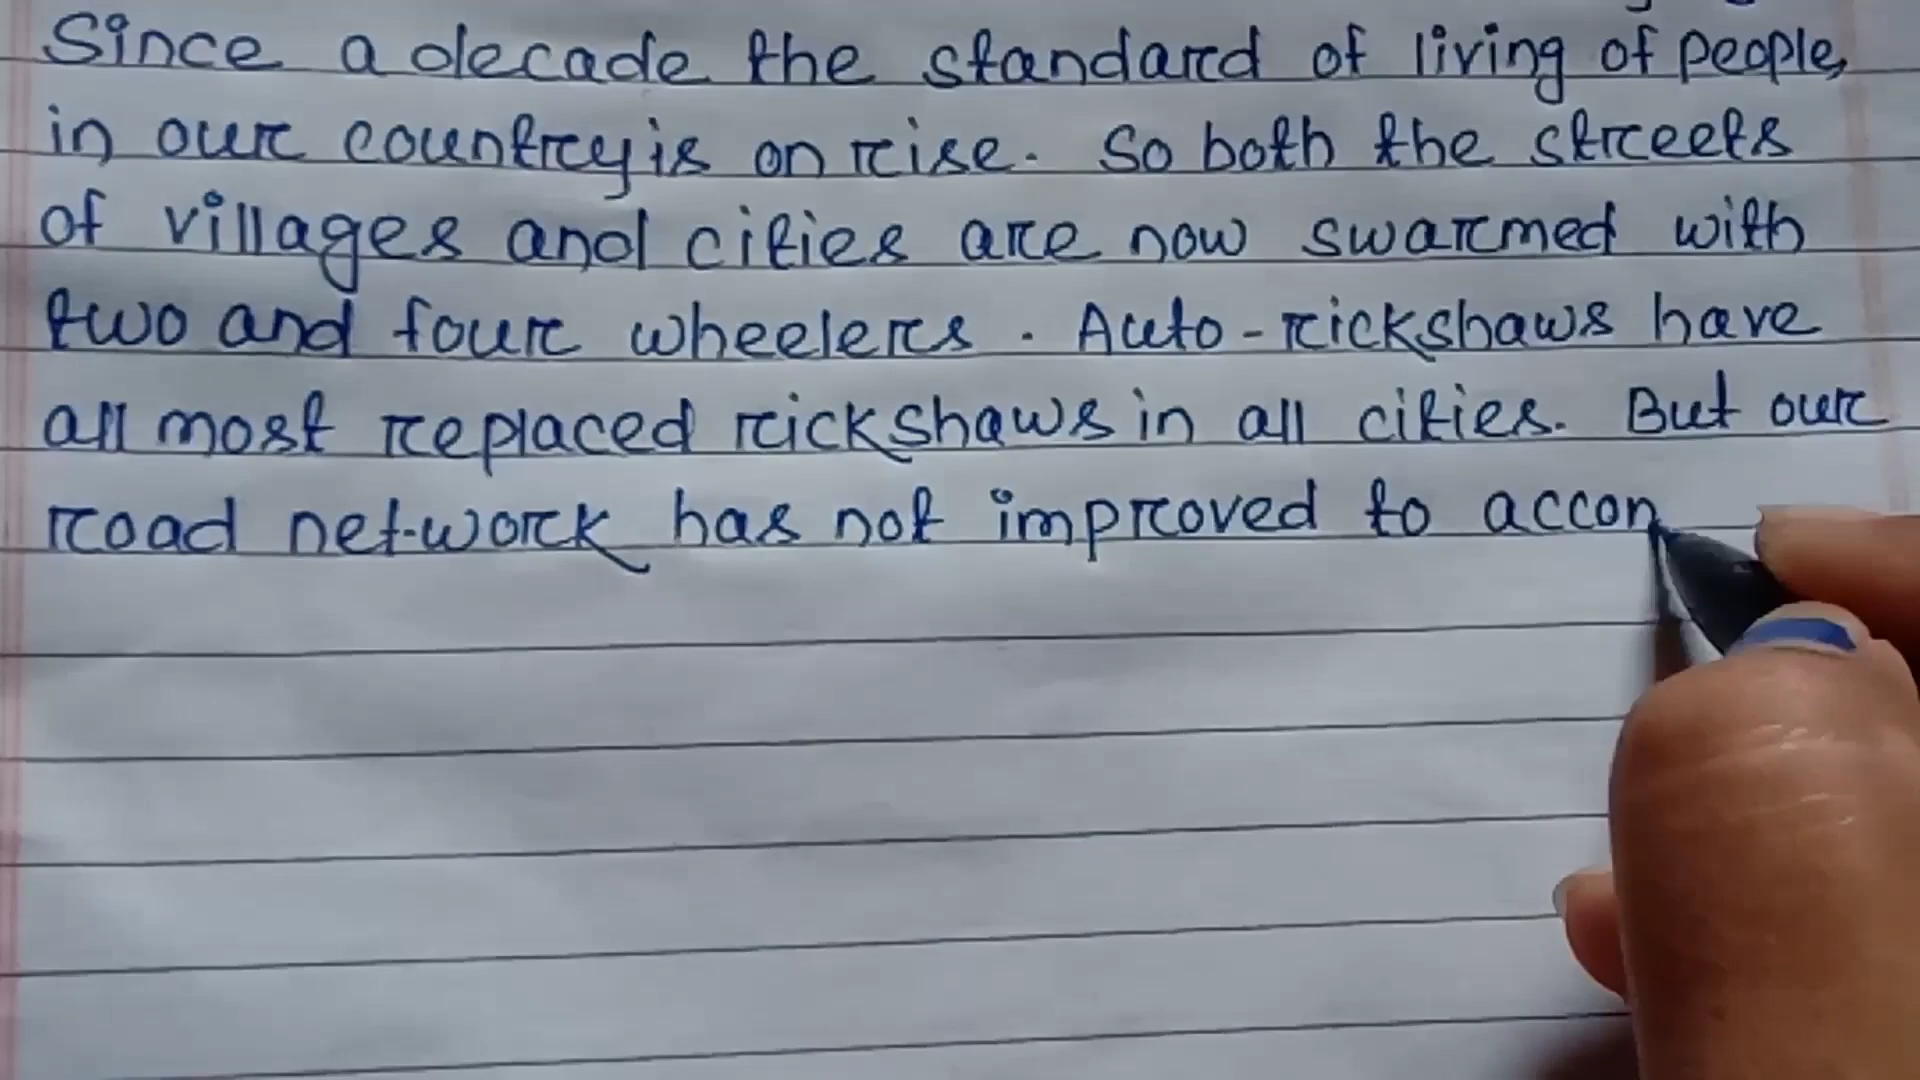 Since a decade the standard of living of people,
in our country is on rise. So both the streets
of villages and cities are now swarmed with
two and four wheelers. Auto-rickshaws have
all most replaced rickshaws in all cities. But our
road net-work has not improved to accon